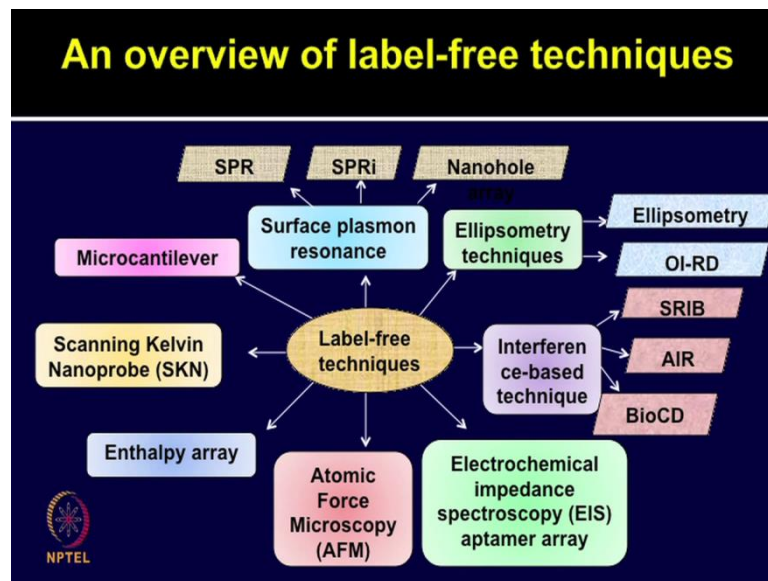 An overview of label-free techniques
SPR
SPRi
Nanohole
array
Surface plasmon
resonance
Ellipsometry
techniques
Ellipsometry
OI-RD
Microcantilever
Label-free
techniques
Interferen
ce-based
technique
SRIB
AIR
BioCD
Scanning Kelvin
Nanoprobe (SKN)
Enthalpy array
Atomic
Force
Microscopy
(AFM)
Electrochemical
impedance
spectroscopy (EIS)
aptamer array
NPTEL